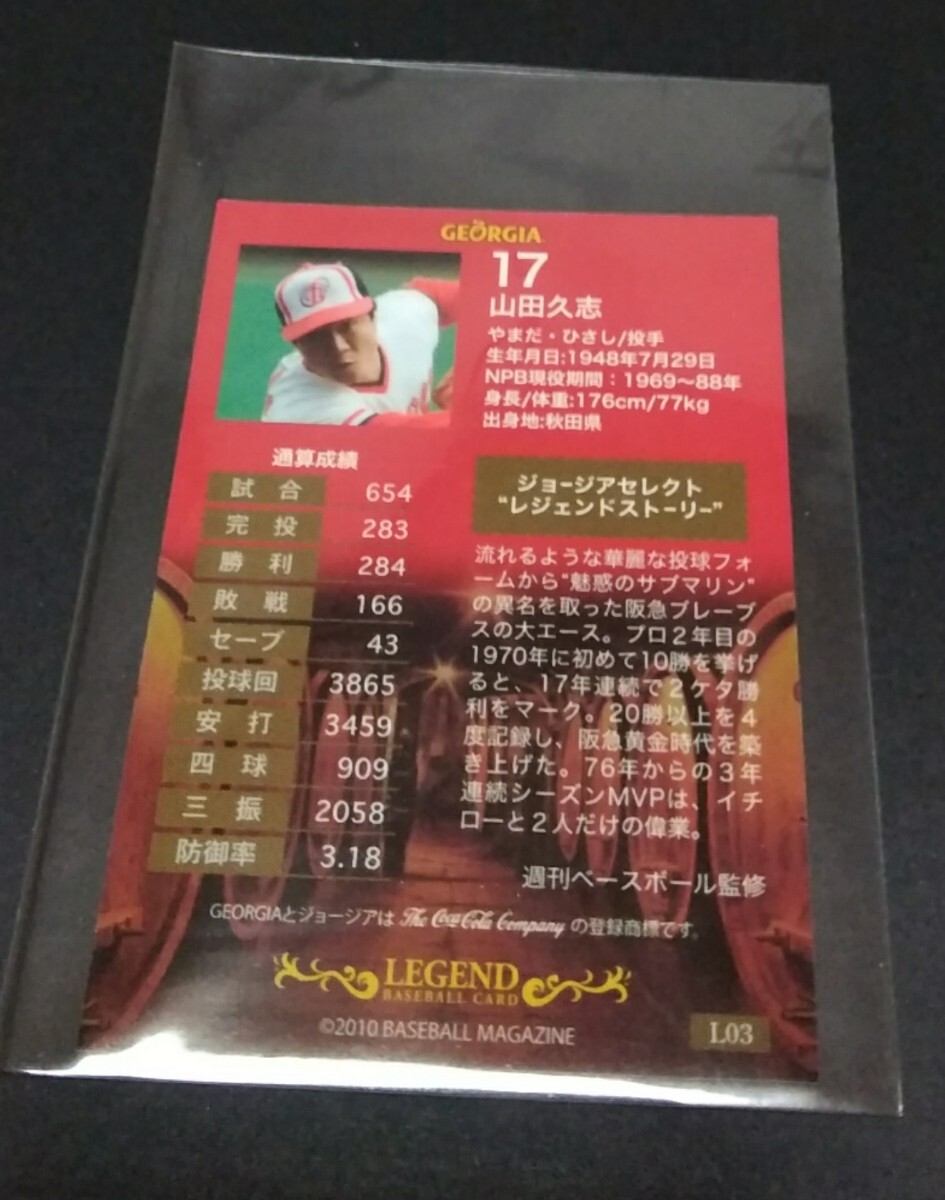 GEORGIA
17
山田久志
やまだ・ひさし/投手
生年月日:1948年7月29日
NPB現役期間：1969～88年
身長/体重:176cm/77kg
出身地:秋田県
通算成績
試合 654
完投 283
勝利 284
敗戦 166
セーブ 43
投球回 3865
安打 3459
四球 909
三振 2058
防御率 3.18
ジョージアセレクト
“レジェンドストーリー”
流れるような華麗な投球フォ
ームから“魅惑のサブマリン”
の異名を取った阪急ブレーブ
スの大エース。プロ２年目の
1970年に初めて10勝を挙げ
ると、17年連続で２ケタ勝
利をマーク。20勝以上を４
度記録し、阪急黄金時代を築
き上げた。76年からの３年
連続シーズンMVPは、イチ
ローと２人だけの偉業。
週刊ベースボール監修
GEORGIAとジョージアは The Coca-Cola Company の登録商標です。
LEGEND
BASEBALL CARD
©2010 BASEBALL MAGAZINE
L03